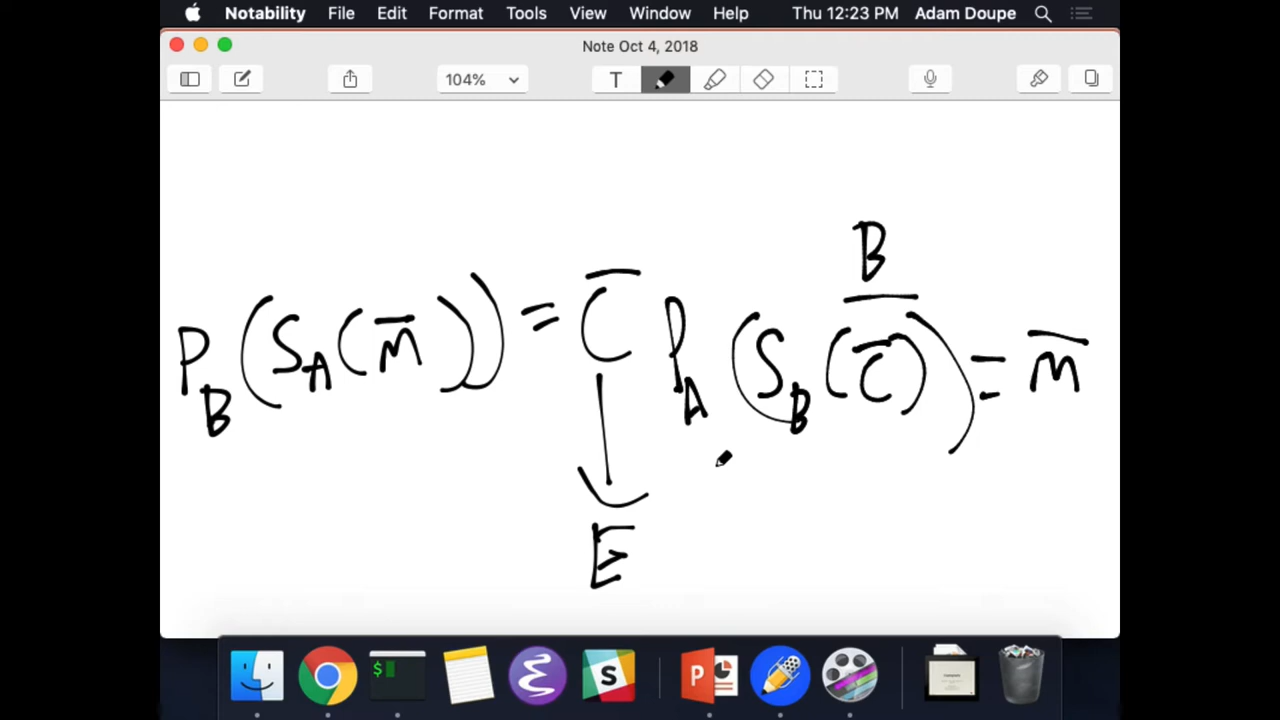 Notability File Edit Format Tools View Window Help Thu 12:23 PM Adam Doupe
Note Oct 4, 2018
104% T
B
P_B(S_A(m̅)) = C̅ P_A(S_B(C̅)) = m̅
E
$ S P